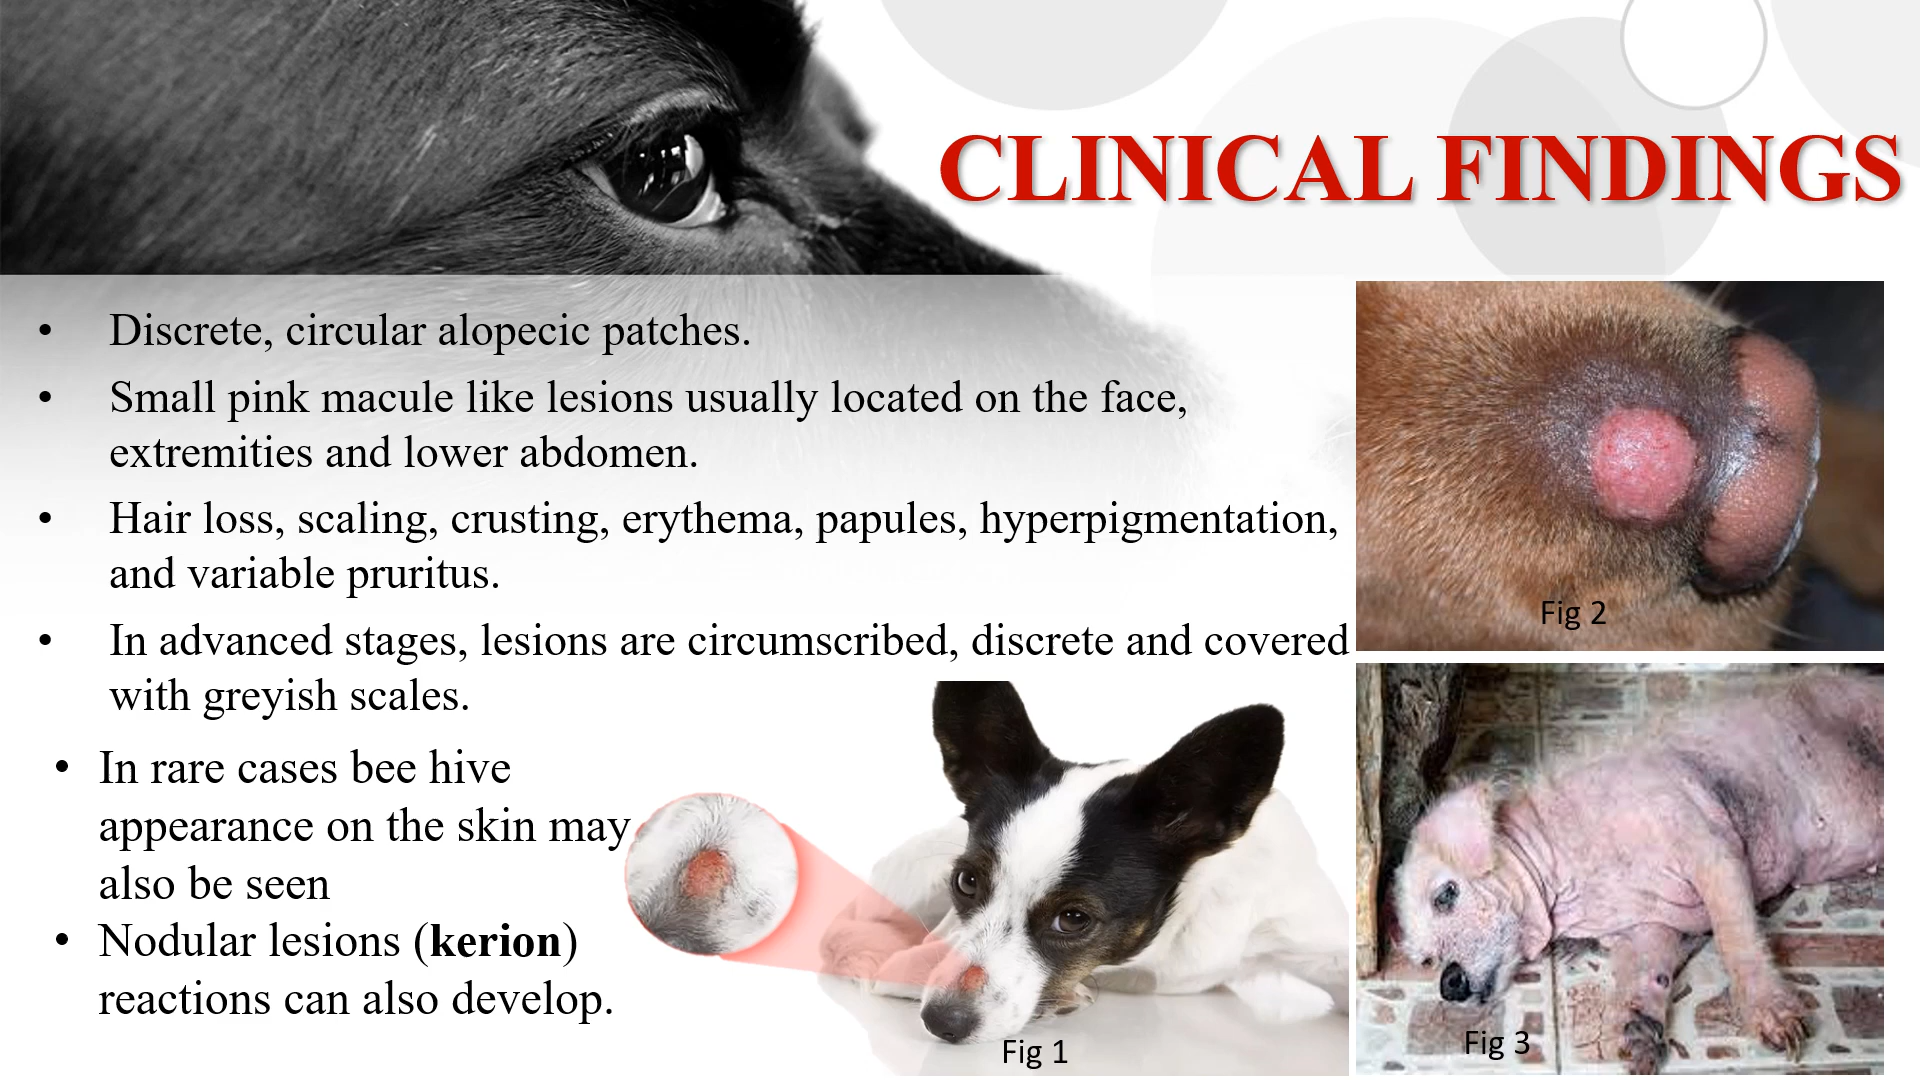 CLINICAL FINDINGS
• Discrete, circular alopecic patches.
• Small pink macule like lesions usually located on the face,
extremities and lower abdomen.
• Hair loss, scaling, crusting, erythema, papules, hyperpigmentation,
and variable pruritus.
• In advanced stages, lesions are circumscribed, discrete and covered
with greyish scales.
• In rare cases bee hive
appearance on the skin may
also be seen
• Nodular lesions (kerion)
reactions can also develop.
Fig 1
Fig 2
Fig 3